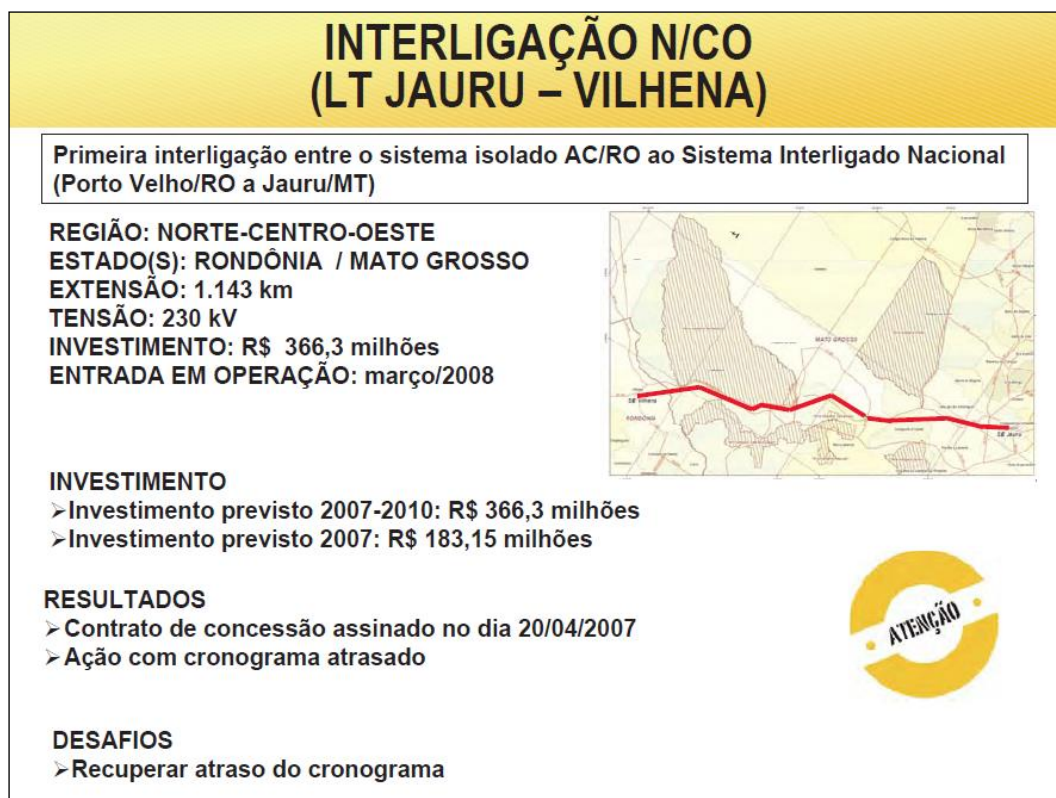 INTERLIGAÇÃO N/CO
(LT JAURU – VILHENA)
Primeira interligação entre o sistema isolado AC/RO ao Sistema Interligado Nacional
(Porto Velho/RO a Jauru/MT)
REGIÃO: NORTE-CENTRO-OESTE
ESTADO(S): RONDÔNIA / MATO GROSSO
EXTENSÃO: 1.143 km
TENSÃO: 230 kV
INVESTIMENTO: R$ 366,3 milhões
ENTRADA EM OPERAÇÃO: março/2008
MATO GROSSO
SE Vilhena
RONDÔNIA
SE Jauru
INVESTIMENTO
➢Investimento previsto 2007-2010: R$ 366,3 milhões
➢Investimento previsto 2007: R$ 183,15 milhões
RESULTADOS
➢Contrato de concessão assinado no dia 20/04/2007
➢Ação com cronograma atrasado
ATENÇÃO
DESAFIOS
➢Recuperar atraso do cronograma